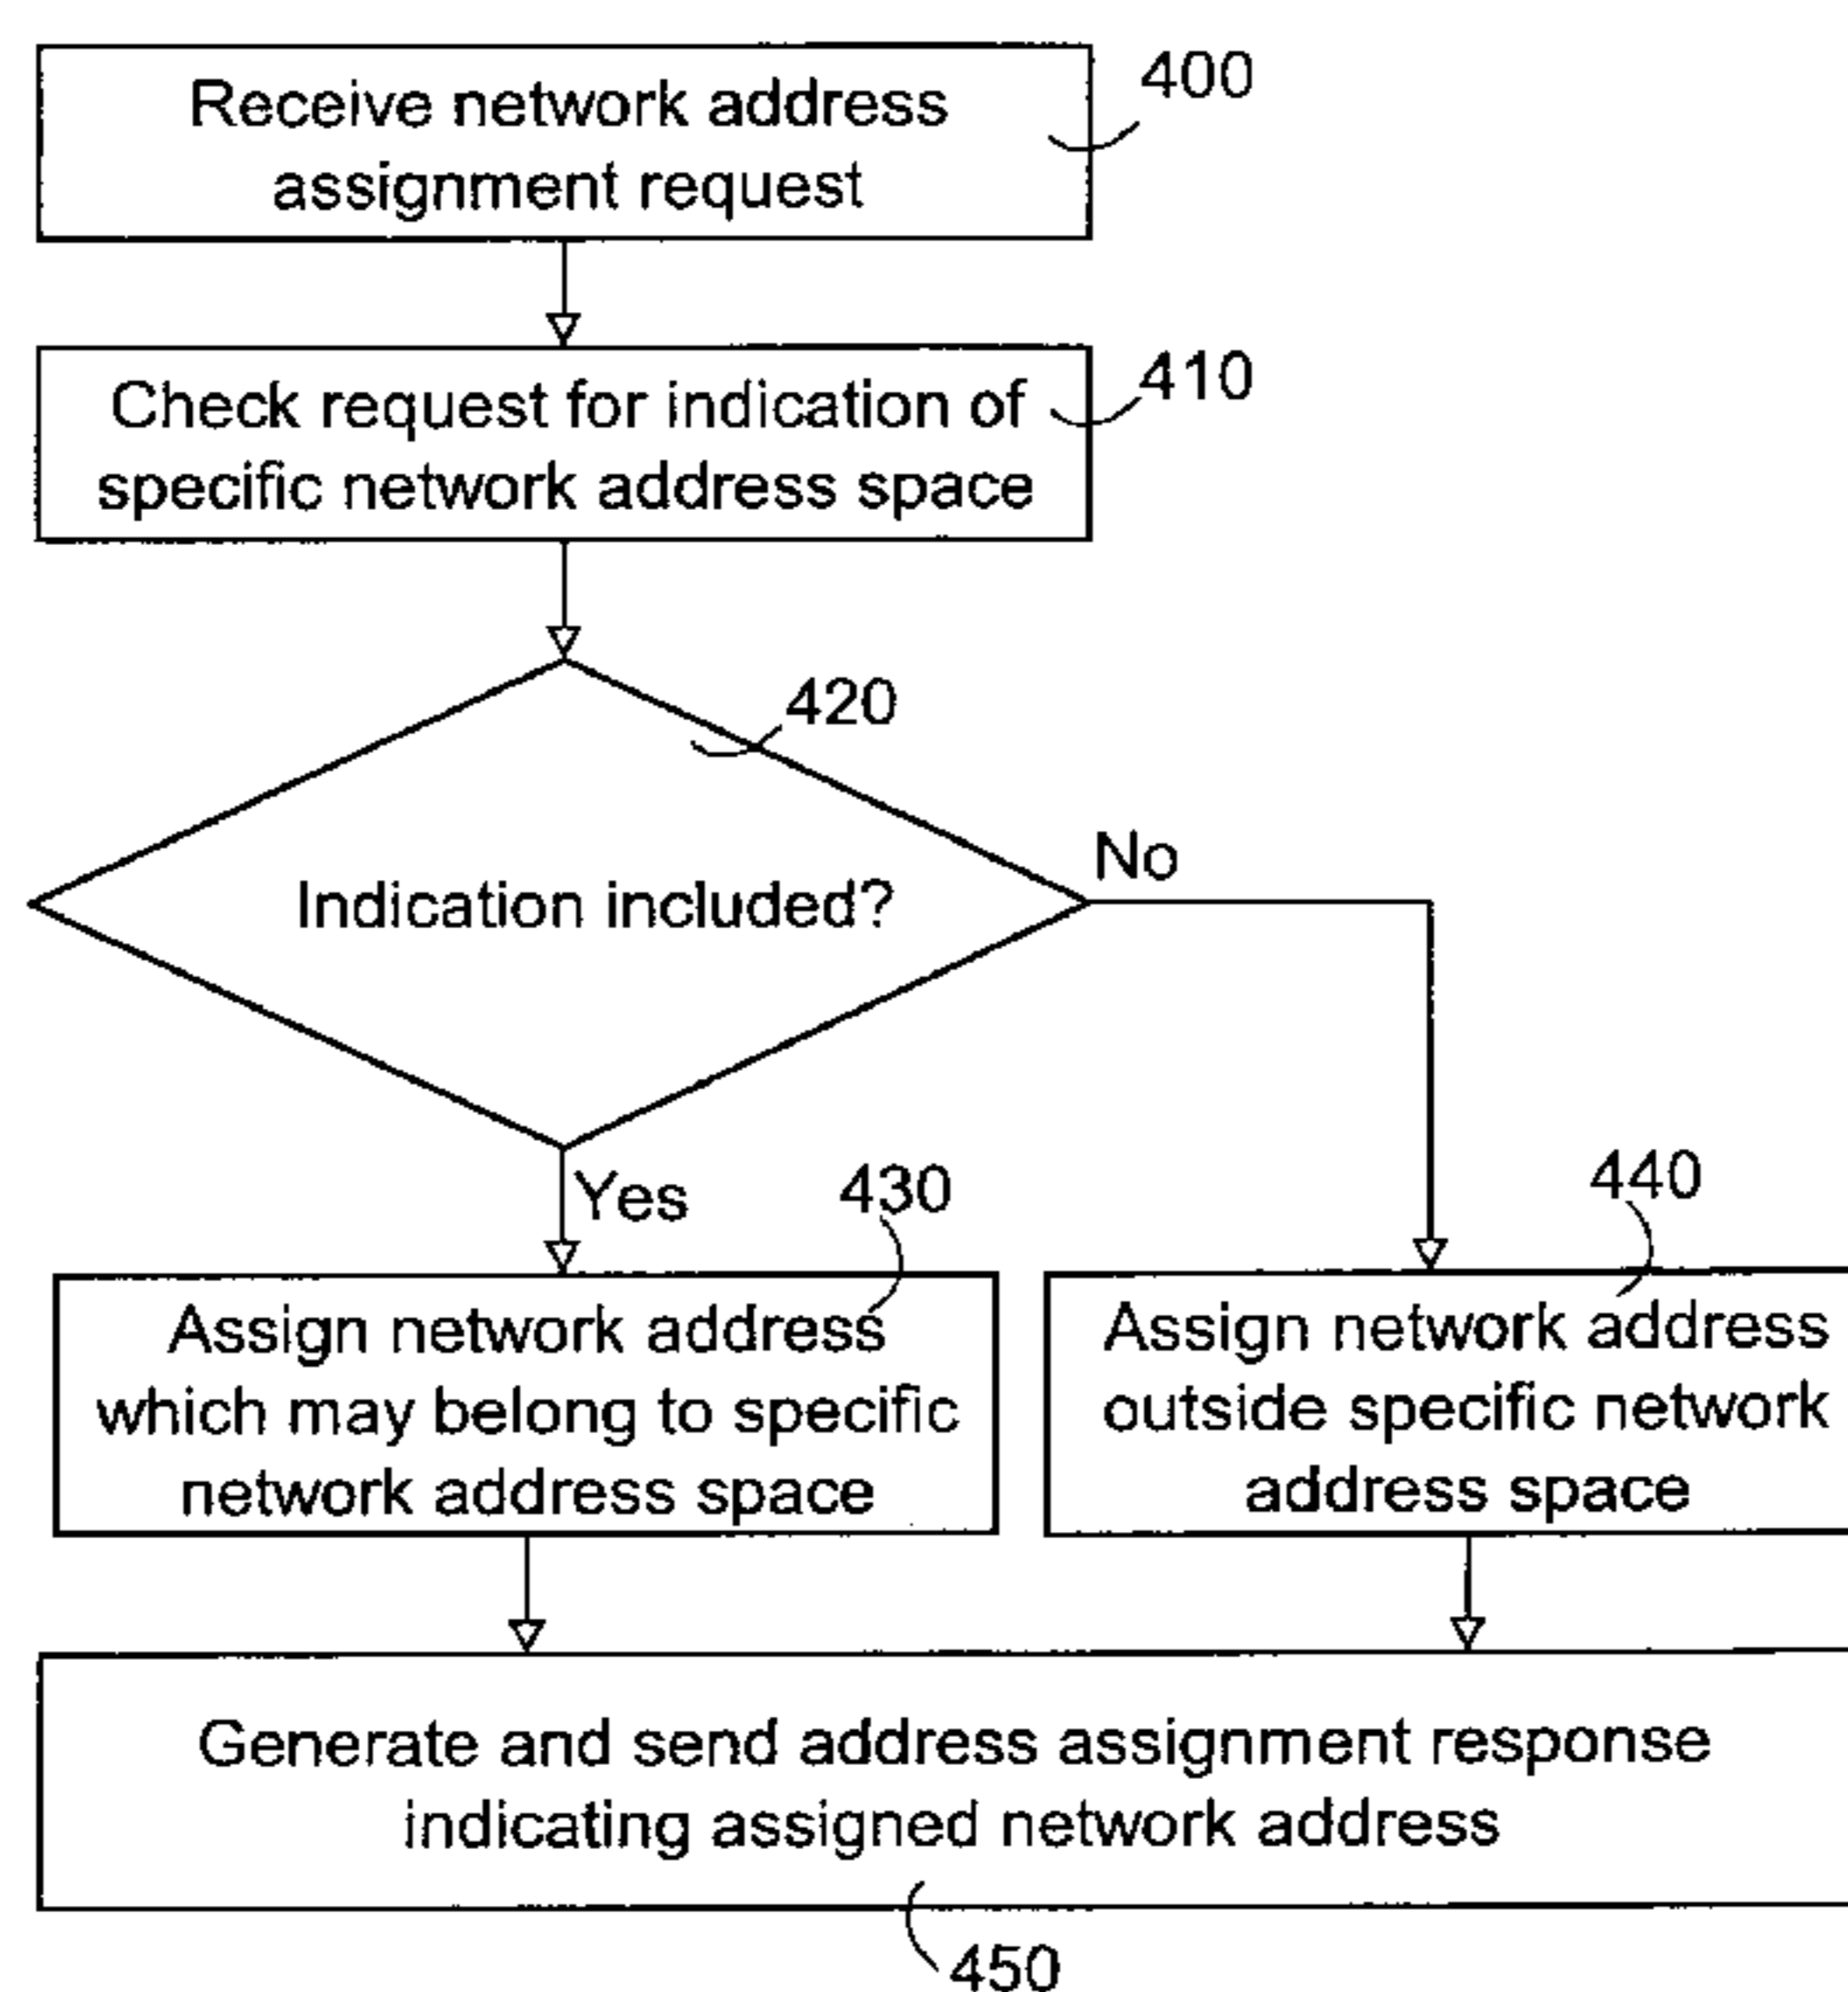 Receive network address
assignment request
400
Check request for indication of
specific network address space
410
420
Indication included?
No
Yes
430
440
Assign network address
which may belong to specific
network address space
Assign network address
outside specific network
address space
Generate and send address assignment response
indicating assigned network address
450